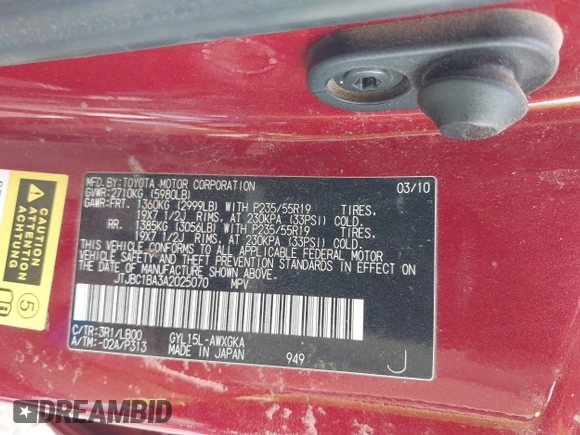 MFD. BY: TOYOTA MOTOR CORPORATION 03/10
GVWR: 2710KG (5980LB)
GAWR: FRT. 1360KG (2999LB) WITH P235/55R19 TIRES.
19X7 1/2J RIMS. AT 230KPA (33PSI) COLD.
RR. 1385KG (3056LB) WITH P235/55R19 TIRES.
19X7 1/2J RIMS. AT 230KPA (33PSI) COLD.
THIS VEHICLE CONFORMS TO ALL APPLICABLE FEDERAL MOTOR
VEHICLE SAFETY AND THEFT PREVENTION STANDARDS IN EFFECT ON
THE DATE OF MANUFACTURE SHOWN ABOVE.
JTJBC1BA3A2025070 MPV
C/TR: 3R1/LB00 GYL15L-AWXGKA
A/TM: -02A/P313 MADE IN JAPAN 949 J
CAUTION
ATTENTION
ACHTUNG
5
DREAMBID